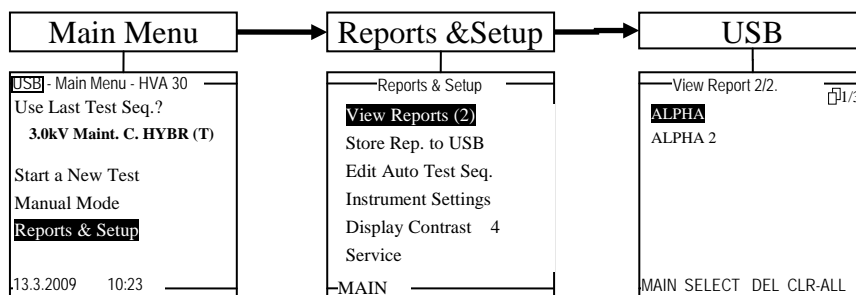 Main Menu
Reports &Setup
USB
USB - Main Menu - HVA 30
Use Last Test Seq.?
3.0kV Maint. C. HYBR (T)
Start a New Test
Manual Mode
Reports & Setup
13.3.2009 10:23
Reports & Setup
View Reports (2)
Store Rep. to USB
Edit Auto Test Seq.
Instrument Settings
Display Contrast 4
Service
MAIN
View Report 2/2.
1/3
ALPHA
ALPHA 2
MAIN SELECT DEL CLR-ALL